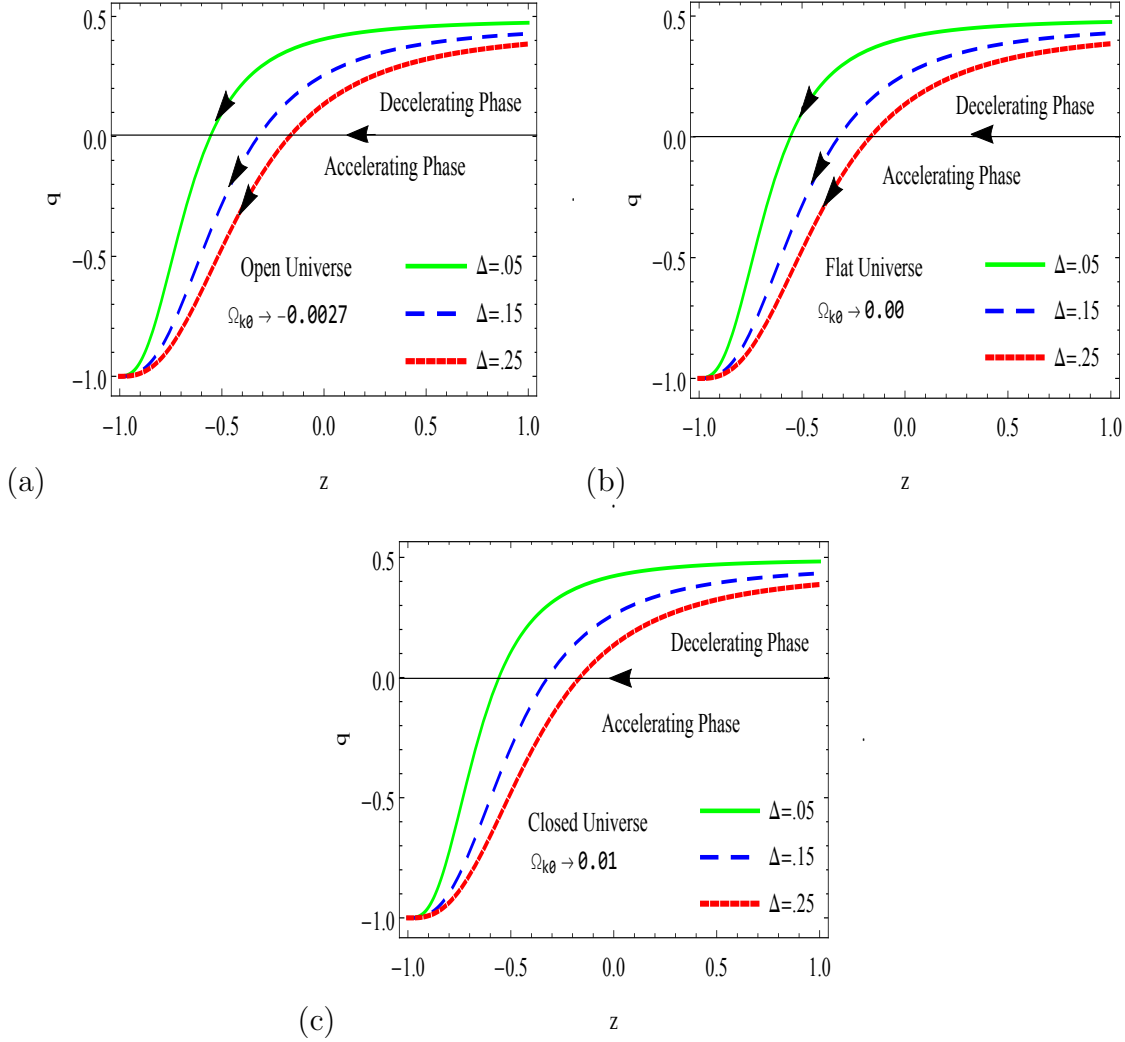 0.5
0.0
−0.5
−1.0
q
Decelerating Phase
Accelerating Phase
Open Universe
Ωk0 → −0.0027
Δ=.05
Δ=.15
Δ=.25
−1.0 −0.5 0.0 0.5 1.0
z
(a)
0.5
0.0
−0.5
−1.0
q
Decelerating Phase
Accelerating Phase
Flat Universe
Ωk0 → 0.00
Δ=.05
Δ=.15
Δ=.25
−1.0 −0.5 0.0 0.5 1.0
z
(b)
0.5
0.0
−0.5
−1.0
q
Decelerating Phase
Accelerating Phase
Closed Universe
Ωk0 → 0.01
Δ=.05
Δ=.15
Δ=.25
−1.0 −0.5 0.0 0.5 1.0
z
(c)